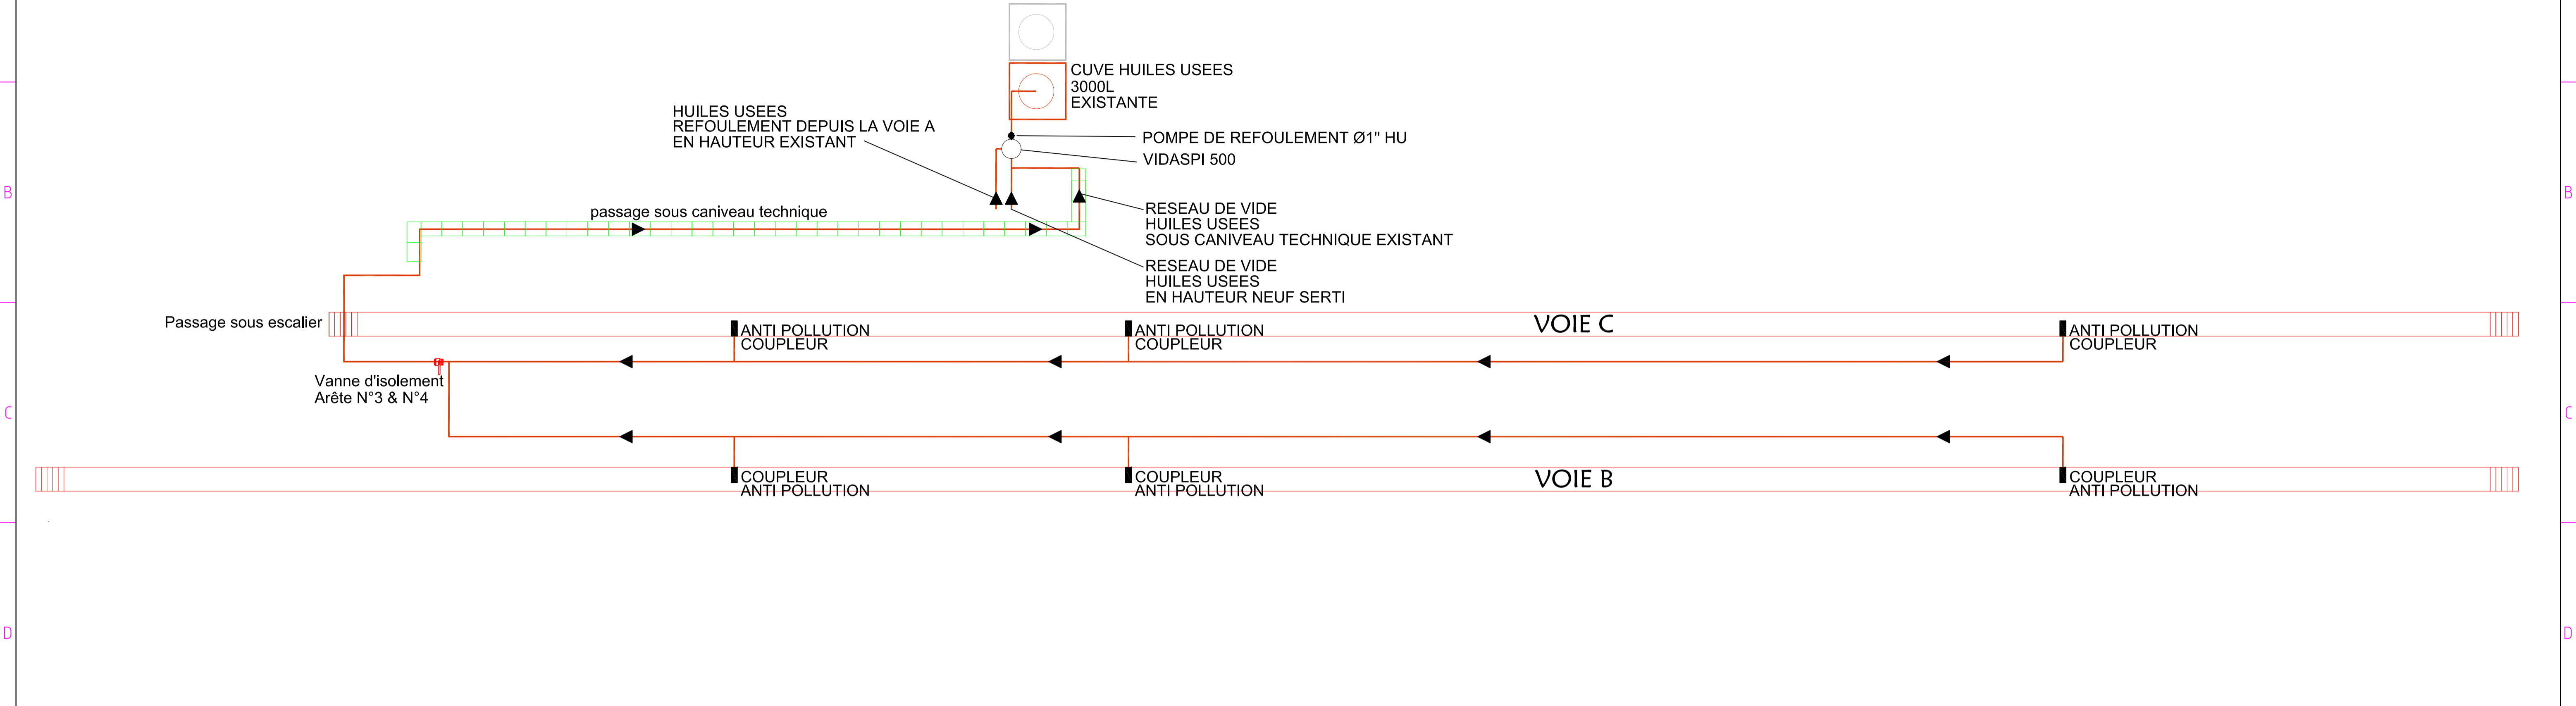 CUVE HUILES USEES
3000L
EXISTANTE
HUILES USEES
REFOULEMENT DEPUIS LA VOIE A
EN HAUTEUR EXISTANT
POMPE DE REFOULEMENT Ø1" HU
VIDASPI 500
B
B
passage sous caniveau technique
RESEAU DE VIDE
HUILES USEES
SOUS CANIVEAU TECHNIQUE EXISTANT
RESEAU DE VIDE
HUILES USEES
EN HAUTEUR NEUF SERTI
Passage sous escalier
ANTI POLLUTION
COUPLEUR
ANTI POLLUTION
COUPLEUR
VOIE C
ANTI POLLUTION
COUPLEUR
Vanne d'isolement
Arête N°3 & N°4
C
C
COUPLEUR
ANTI POLLUTION
COUPLEUR
ANTI POLLUTION
VOIE B
COUPLEUR
ANTI POLLUTION
D
D